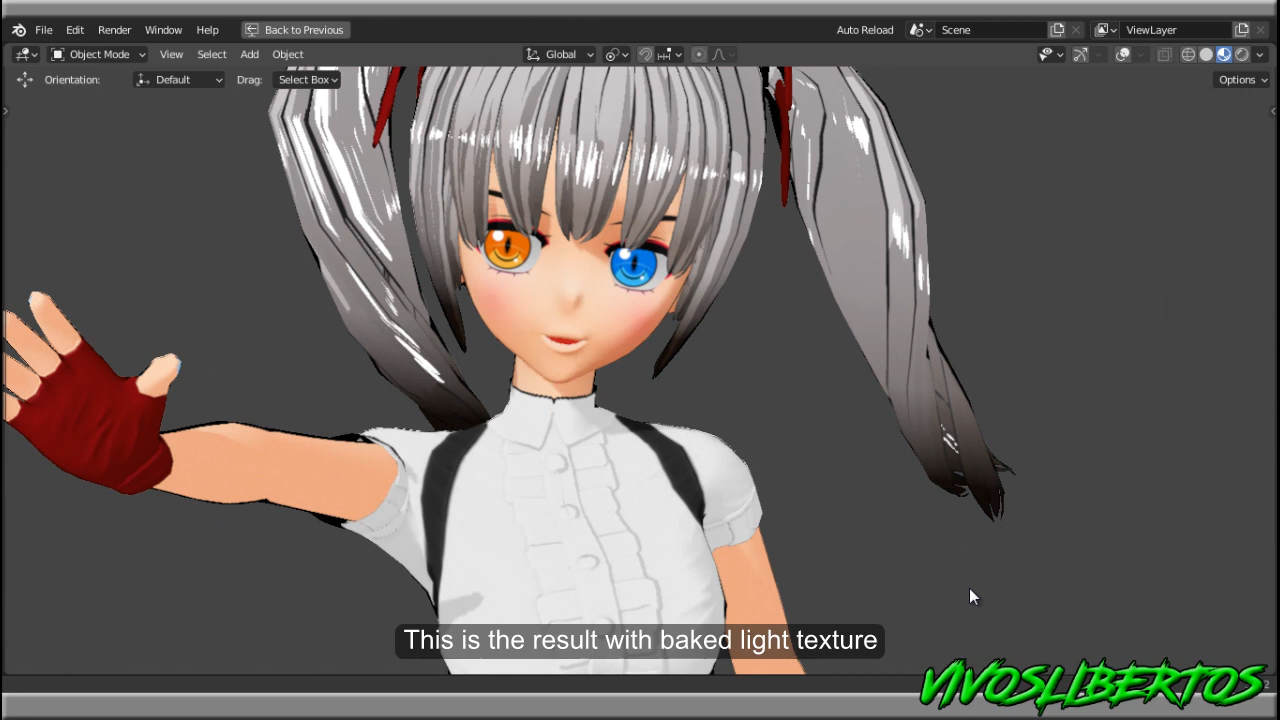 File Edit Render Window Help Back to Previous Auto Reload Scene ViewLayer
Object Mode View Select Add Object Global
Orientation: Default Drag: Select Box Options
This is the result with baked light texture
VIVOSLIBERTOS
2